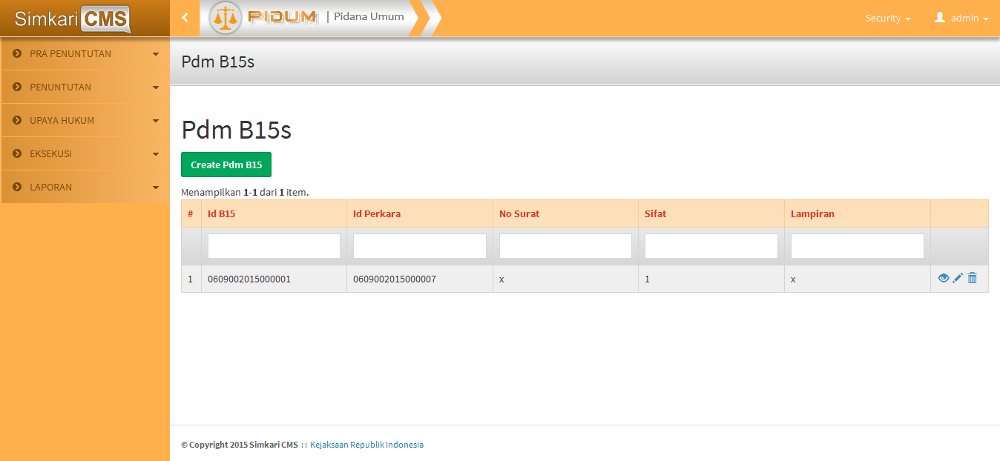 Simkari CMS
PIDUM | Pidana Umum
Security
admin
PRA PENUNTUTAN
PENUNTUTAN
UPAYA HUKUM
EKSEKUSI
LAPORAN
Pdm B15s
Pdm B15s
Create Pdm B15
Menampilkan 1-1 dari 1 item.
# Id B15 Id Perkara No Surat Sifat Lampiran
1 0609002015000001 0609002015000007 x 1 x
© Copyright 2015 Simkari CMS :: Kejaksaan Republik Indonesia